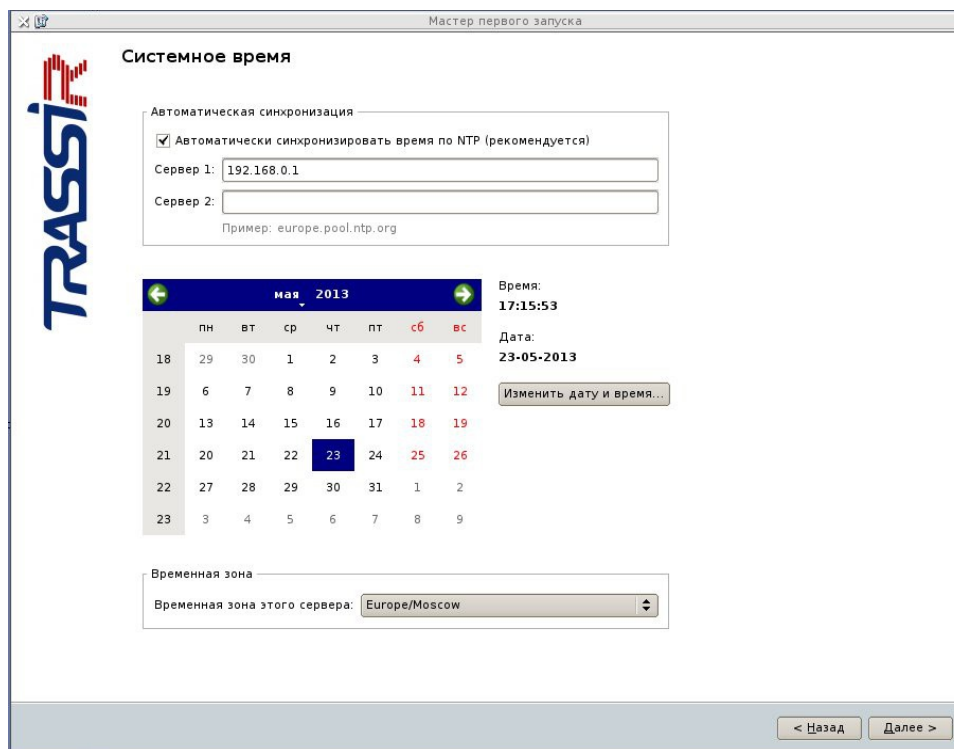 Мастер первого запуска
TRASSIR
Системное время
Автоматическая синхронизация
Автоматически синхронизировать время по NTP (рекомендуется)
Сервер 1: 192.168.0.1
Сервер 2:
Пример: europe.pool.ntp.org
мая 2013
пн вт ср чт пт сб вс
18 29 30 1 2 3 4 5
19 6 7 8 9 10 11 12
20 13 14 15 16 17 18 19
21 20 21 22 23 24 25 26
22 27 28 29 30 31 1 2
23 3 4 5 6 7 8 9
Время:
17:15:53
Дата:
23-05-2013
Изменить дату и время...
Временная зона
Временная зона этого сервера: Europe/Moscow
< Назад Далее >